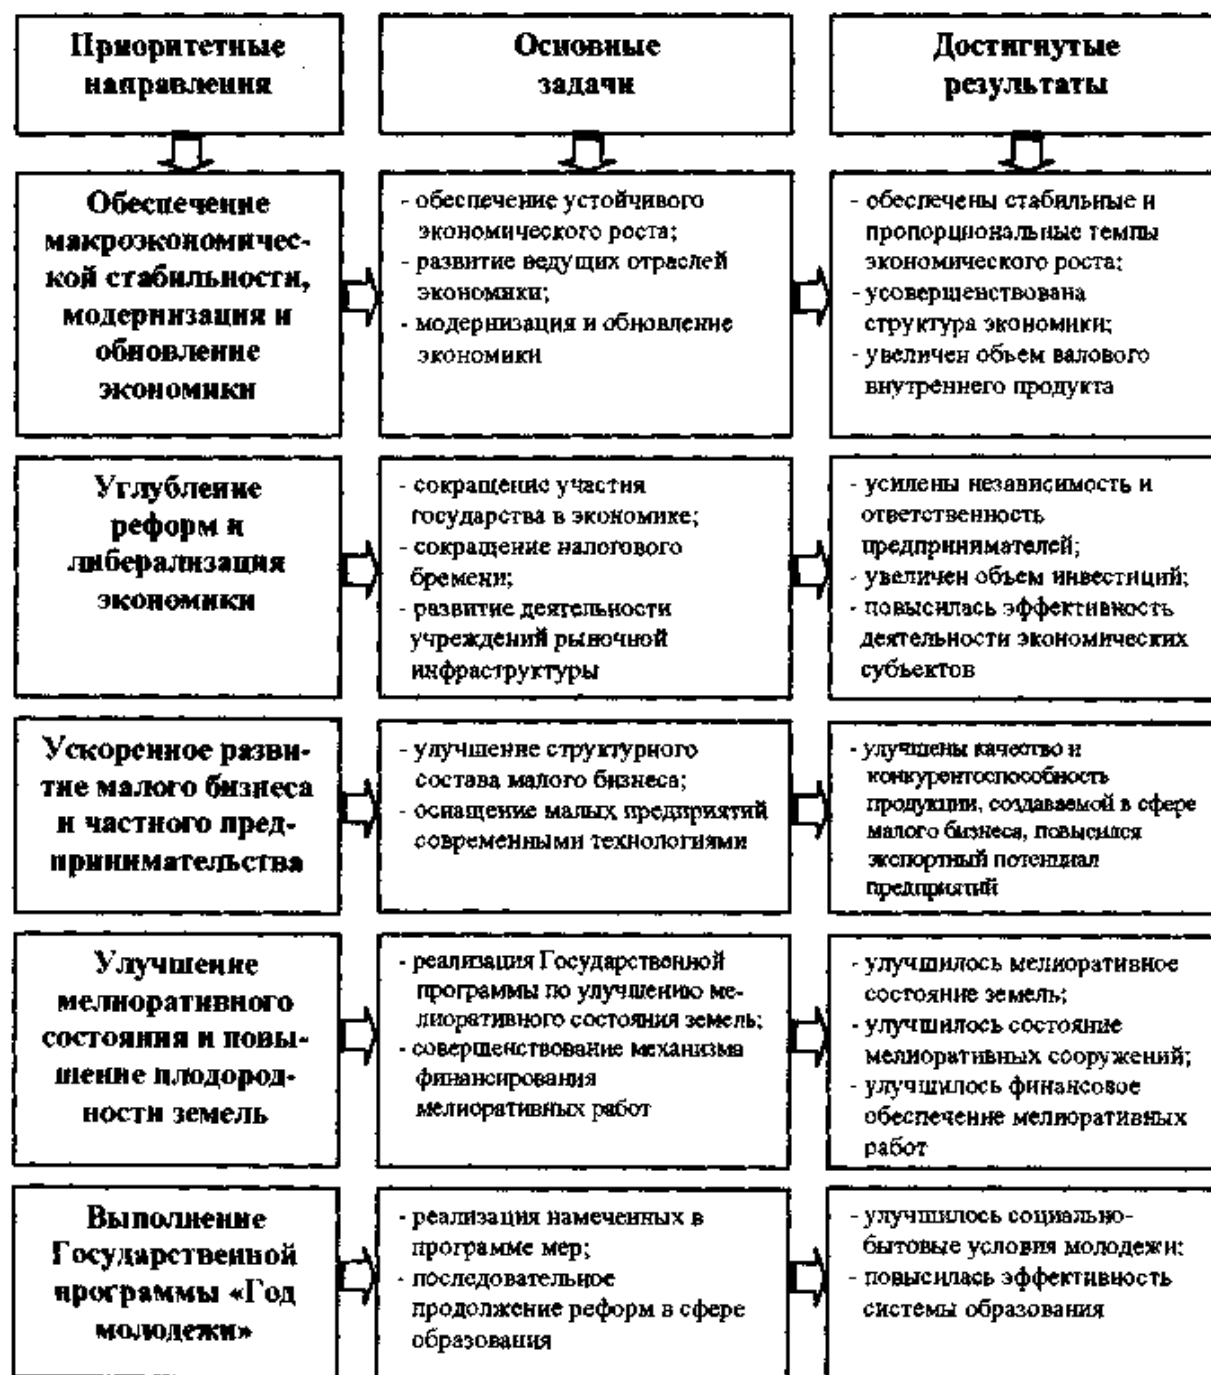 Приоритетные
направления
Основные
задачи
Достигнутые
результаты
Обеспечение
макроэкономичес-
кой стабильности,
модернизация и
обновление
экономики
- обеспечение устойчивого
экономического роста;
- развитие ведущих отраслей
экономики;
- модернизация и обновление
экономики
- обеспечены стабильные и
пропорциональные темпы
экономического роста;
- усовершенствована
структура экономики;
- увеличен объем валового
внутреннего продукта
Углубление
реформ и
либерализация
экономики
- сокращение участия
государства в экономике;
- сокращение налогового
бремени;
- развитие деятельности
учреждений рыночной
инфраструктуры
- усилены независимость и
ответственность
предпринимателей;
- увеличен объем инвестиций;
- повысилась эффективность
деятельности экономических
субъектов
Ускоренное разви-
тие малого бизнеса
и частного пред-
принимательства
- улучшение структурного
состава малого бизнеса;
- оснащение малых предприятий
современными технологиями
- улучшены качество и
конкурентоспособность
продукции, создаваемой в сфере
малого бизнеса, повысился
экспортный потенциал
предприятий
Улучшение
мелиоративного
состояния и повы-
шение плодород-
ности земель
- реализация Государственной
программы по улучшению ме-
лиоративного состояния земель;
- совершенствование механизма
финансирования
мелиоративных работ
- улучшилось мелиоративное
состояние земель;
- улучшилось состояние
мелиоративных сооружений;
- улучшилось финансовое
обеспечение мелиоративных
работ
Выполнение
Государственной
программы «Год
молодежи»
- реализация намеченных в
программе мер;
- последовательное
продолжение реформ в сфере
образования
- улучшилось социально-
бытовые условия молодежи;
- повысилась эффективность
системы образования